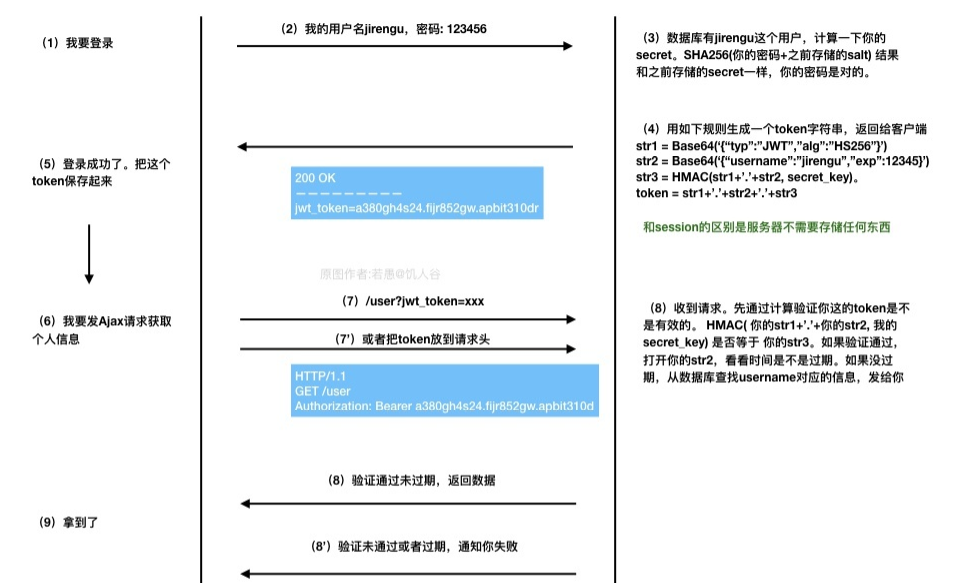 （1）我要登录
（2）我的用户名jirengu，密码: 123456
（3）数据库有jirengu这个用户，计算一下你的
secret。SHA256(你的密码+之前存储的salt) 结果
和之前存储的secret一样，你的密码是对的。
（4）用如下规则生成一个token字符串，返回给客户端
str1 = Base64(‘{“typ”:”JWT”,”alg”:”HS256”}’)
str2 = Base64(‘{“username”:”jirengu”,”exp”:12345}’)
str3 = HMAC(str1+’.’+str2, secret_key)。
token = str1+’.’+str2+’.’+str3
和session的区别是服务器不需要存储任何东西
（5）登录成功了。把这个
token保存起来
200 OK
—————————
jwt_token=a380gh4s24.fijr852gw.apbit310dr
原图作者:若愚@饥人谷
（6）我要发Ajax请求获取
个人信息
（7）/user?jwt_token=xxx
（7’）或者把token放到请求头
HTTP/1.1
GET /user
Authorization: Bearer a380gh4s24.fijr852gw.apbit310d
（8）收到请求。先通过计算验证你这的token是不
是有效的。 HMAC( 你的str1+’.’+你的str2, 我的
secret_key) 是否等于 你的str3。如果验证通过，
打开你的str2，看看时间是不是过期。如果没过
期，从数据库查找username对应的信息，发给你
（8）验证通过未过期，返回数据
（9）拿到了
（8’）验证未通过或者过期，通知你失败